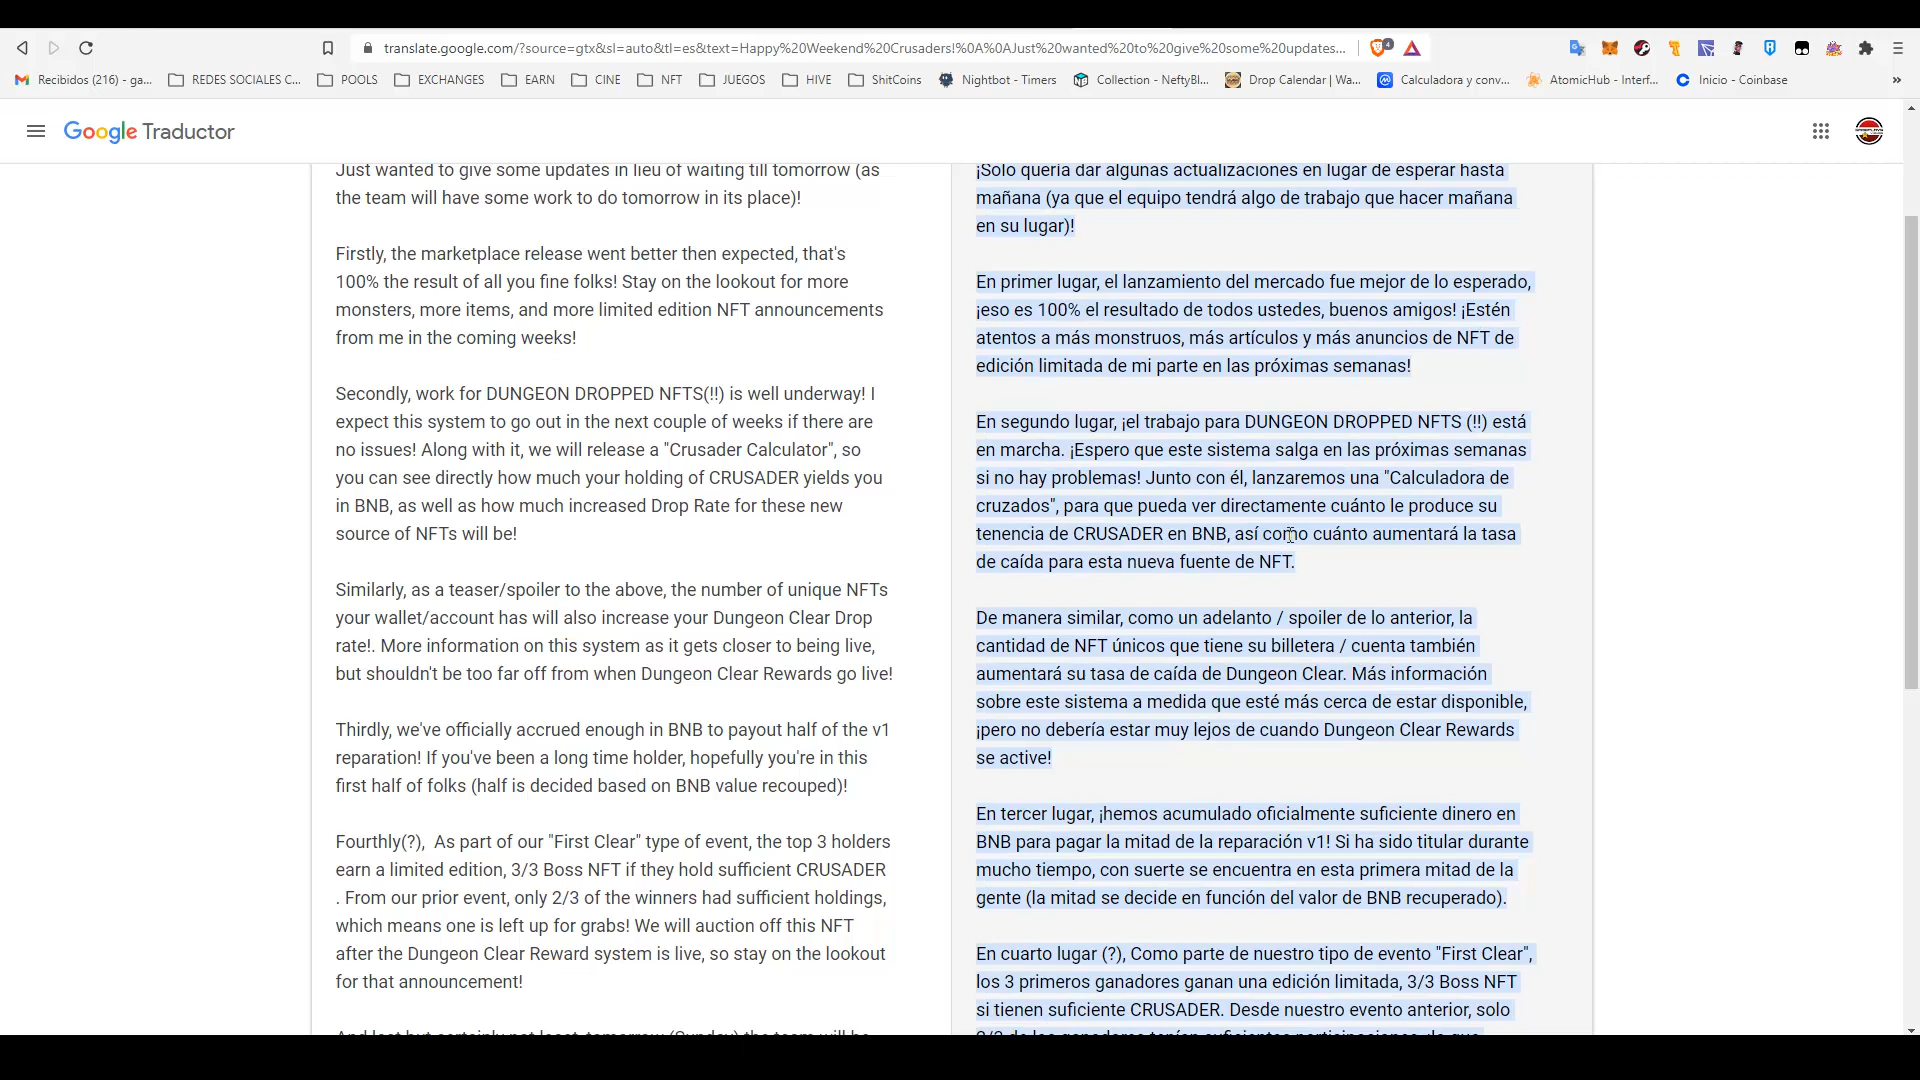 translate.google.com/?source=gtx&sl=auto&tl=es&text=Happy%20Weekend%20Crusaders!%0A%0AJust%20wanted%20to%20give%20some%20updates...
4
Recibidos (216) - ga...
REDES SOCIALES C...
POOLS
EXCHANGES
EARN
CINE
NFT
JUEGOS
HIVE
ShitCoins
Nightbot - Timers
Collection - NeftyBl...
Drop Calendar | Wa...
Calculadora y conv...
AtomicHub - Interf...
Inicio - Coinbase
»
Google Traductor
Just wanted to give some updates in lieu of waiting till tomorrow (as
the team will have some work to do tomorrow in its place)!
Firstly, the marketplace release went better then expected, that's
100% the result of all you fine folks! Stay on the lookout for more
monsters, more items, and more limited edition NFT announcements
from me in the coming weeks!
Secondly, work for DUNGEON DROPPED NFTS(!!) is well underway! I
expect this system to go out in the next couple of weeks if there are
no issues! Along with it, we will release a "Crusader Calculator", so
you can see directly how much your holding of CRUSADER yields you
in BNB, as well as how much increased Drop Rate for these new
source of NFTs will be!
Similarly, as a teaser/spoiler to the above, the number of unique NFTs
your wallet/account has will also increase your Dungeon Clear Drop
rate!. More information on this system as it gets closer to being live,
but shouldn't be too far off from when Dungeon Clear Rewards go live!
Thirdly, we've officially accrued enough in BNB to payout half of the v1
reparation! If you've been a long time holder, hopefully you're in this
first half of folks (half is decided based on BNB value recouped)!
Fourthly(?),  As part of our "First Clear" type of event, the top 3 holders
earn a limited edition, 3/3 Boss NFT if they hold sufficient CRUSADER
. From our prior event, only 2/3 of the winners had sufficient holdings,
which means one is left up for grabs! We will auction off this NFT
after the Dungeon Clear Reward system is live, so stay on the lookout
for that announcement!
And last but certainly not least, tomorrow (Sunday) the team will be
¡Solo quería dar algunas actualizaciones en lugar de esperar hasta
mañana (ya que el equipo tendrá algo de trabajo que hacer mañana
en su lugar)!
En primer lugar, el lanzamiento del mercado fue mejor de lo esperado,
¡eso es 100% el resultado de todos ustedes, buenos amigos! ¡Estén
atentos a más monstruos, más artículos y más anuncios de NFT de
edición limitada de mi parte en las próximas semanas!
En segundo lugar, ¡el trabajo para DUNGEON DROPPED NFTS (!!) está
en marcha. ¡Espero que este sistema salga en las próximas semanas
si no hay problemas! Junto con él, lanzaremos una "Calculadora de
cruzados", para que pueda ver directamente cuánto le produce su
tenencia de CRUSADER en BNB, así como cuánto aumentará la tasa
de caída para esta nueva fuente de NFT.
De manera similar, como un adelanto / spoiler de lo anterior, la
cantidad de NFT únicos que tiene su billetera / cuenta también
aumentará su tasa de caída de Dungeon Clear. Más información
sobre este sistema a medida que esté más cerca de estar disponible,
¡pero no debería estar muy lejos de cuando Dungeon Clear Rewards
se active!
En tercer lugar, ¡hemos acumulado oficialmente suficiente dinero en
BNB para pagar la mitad de la reparación v1! Si ha sido titular durante
mucho tiempo, con suerte se encuentra en esta primera mitad de la
gente (la mitad se decide en función del valor de BNB recuperado).
En cuarto lugar (?), Como parte de nuestro tipo de evento "First Clear",
los 3 primeros ganadores ganan una edición limitada, 3/3 Boss NFT
si tienen suficiente CRUSADER. Desde nuestro evento anterior, solo
2/3 de los ganadores tenían suficientes participaciones, ¡lo que